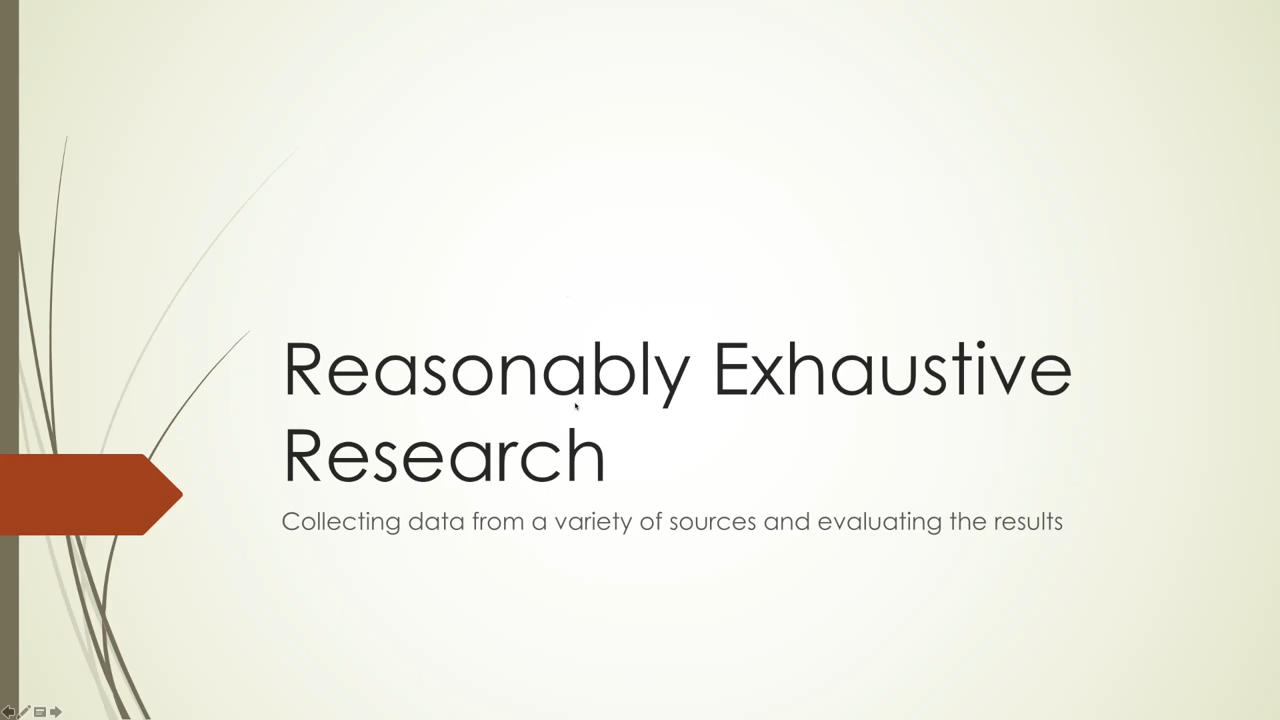 Reasonably Exhaustive
Research
Collecting data from a variety of sources and evaluating the results